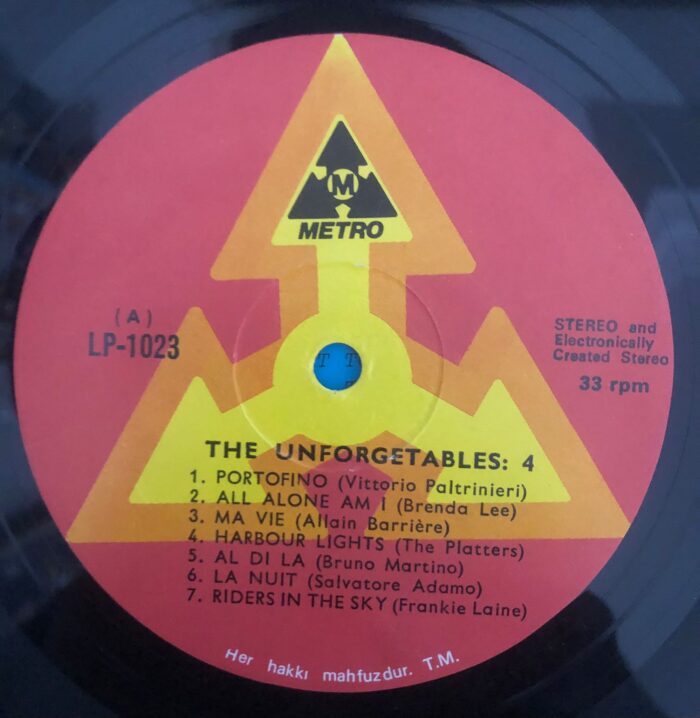 M
METRO
(A)
LP-1023
STEREO and
Electronically
Created Stereo
33 rpm
T T
THE UNFORGETABLES: 4
1. PORTOFINO (Vittorio Paltrinieri)
2. ALL ALONE AM I (Brenda Lee)
3. MA VIE (Allain Barrière)
4. HARBOUR LIGHTS (The Platters)
5. AL DI LA (Bruno Martino)
6. LA NUIT (Salvatore Adamo)
7. RIDERS IN THE SKY (Frankie Laine)
Her hakkı mahfuzdur. T.M.